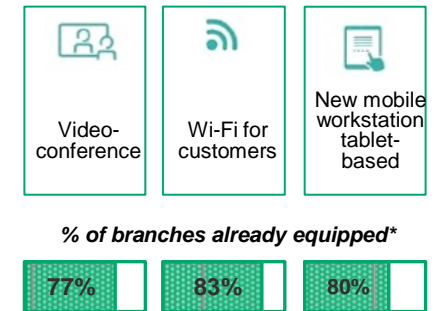 Video-
conference
Wi-Fi for
customers
New mobile
workstation
tablet-
based
% of branches already equipped*
77%
83%
80%